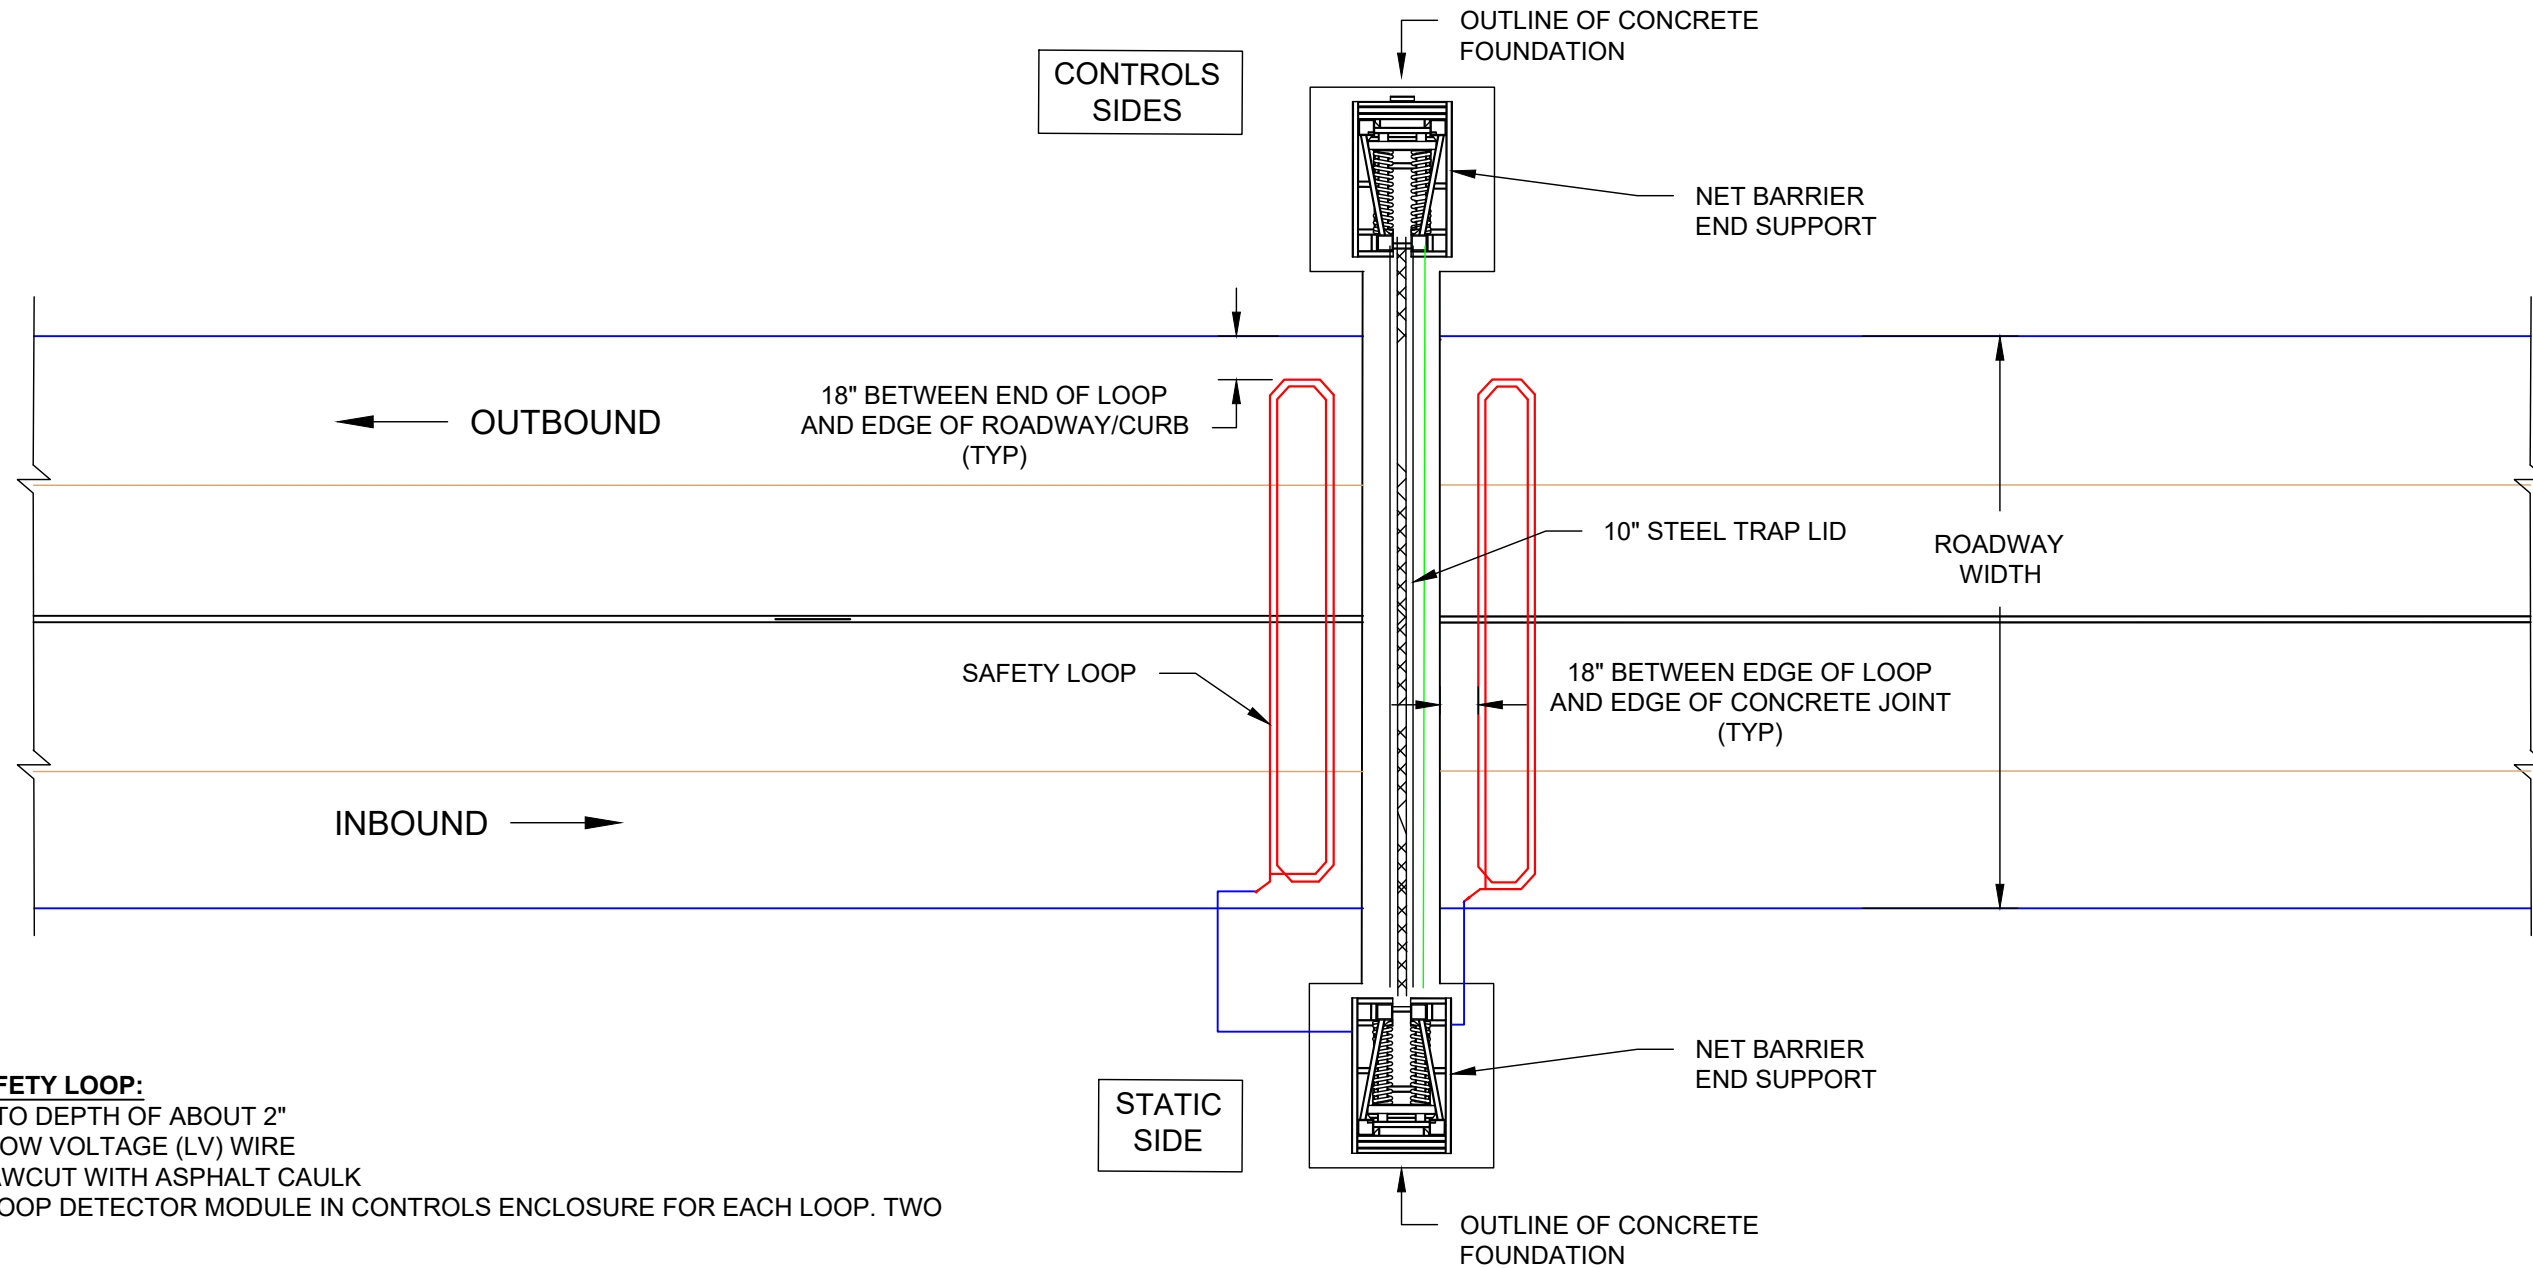 OUTLINE OF CONCRETE
FOUNDATION
CONTROLS
SIDES
NET BARRIER
END SUPPORT
18" BETWEEN END OF LOOP
AND EDGE OF ROADWAY/CURB
(TYP)
OUTBOUND
10" STEEL TRAP LID
ROADWAY
WIDTH
SAFETY LOOP
18" BETWEEN EDGE OF LOOP
AND EDGE OF CONCRETE JOINT
(TYP)
INBOUND
NET BARRIER
END SUPPORT
FETY LOOP:
TO DEPTH OF ABOUT 2"
OW VOLTAGE (LV) WIRE
AWCUT WITH ASPHALT CAULK
OOP DETECTOR MODULE IN CONTROLS ENCLOSURE FOR EACH LOOP. TWO
STATIC
SIDE
OUTLINE OF CONCRETE
FOUNDATION